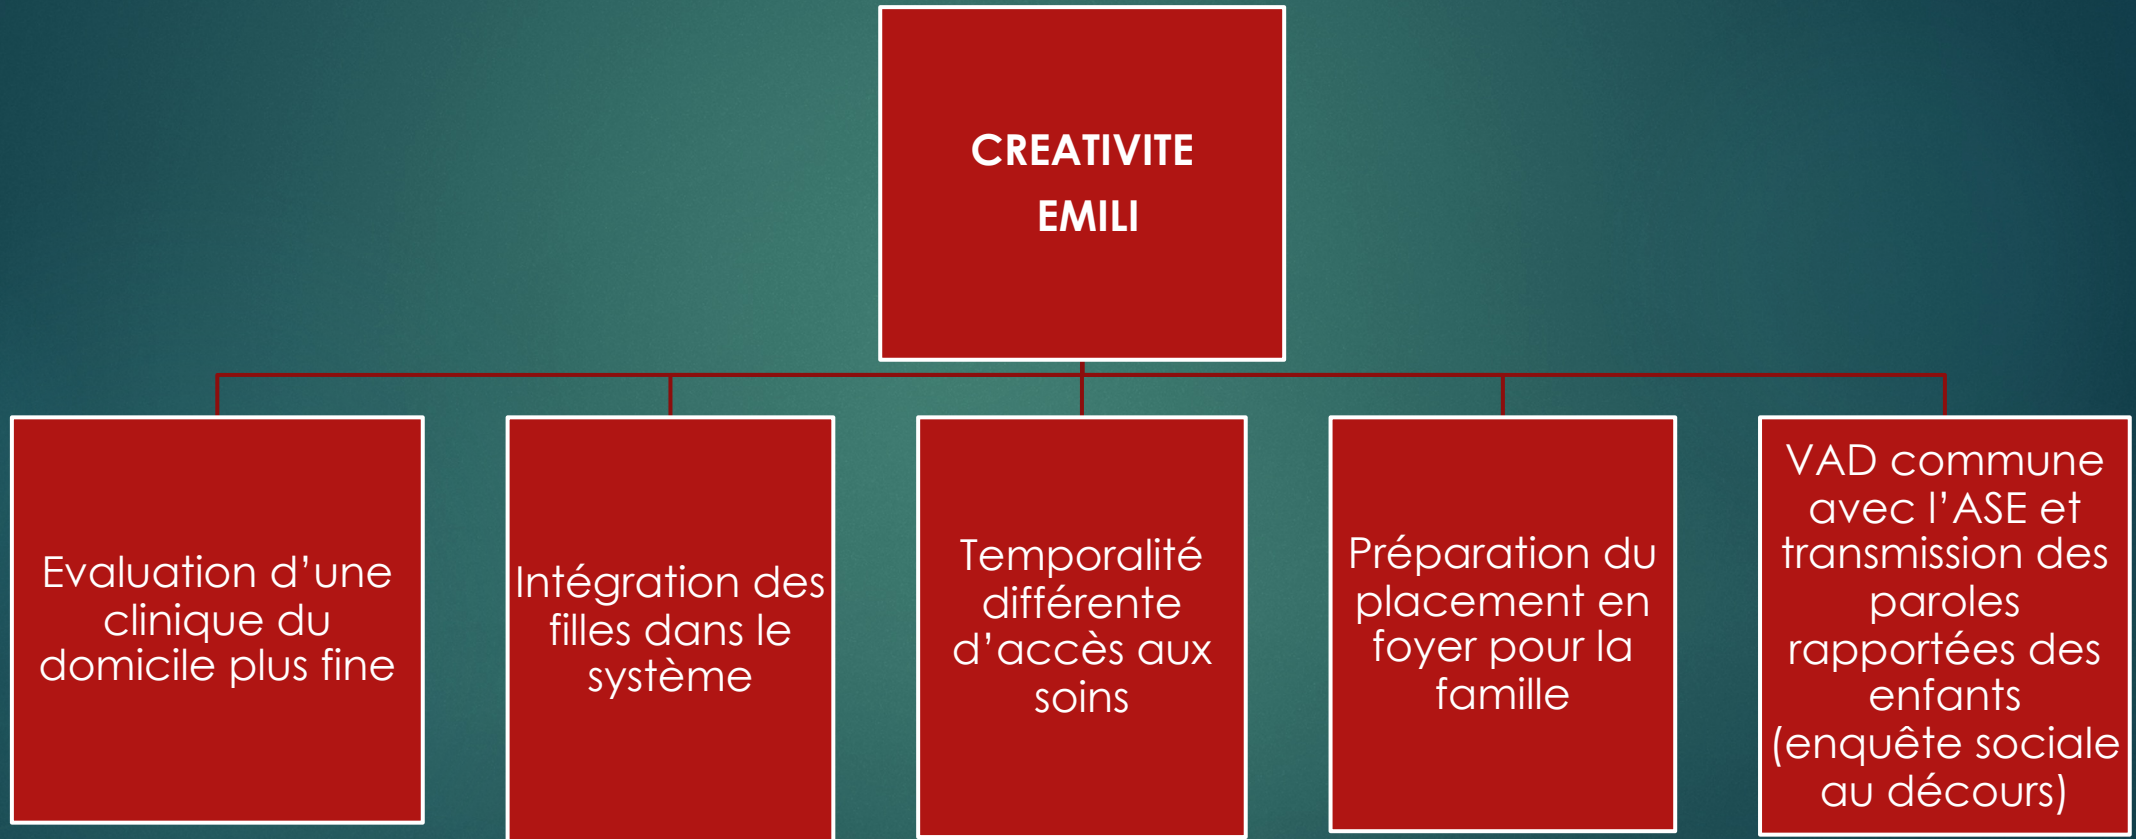 CREATIVITE
EMILI
Evaluation d’une
clinique du
domicile plus fine
Intégration des
filles dans le
système
Temporalité
différente
d’accès aux
soins
Préparation du
placement en
foyer pour la
famille
VAD commune
avec l’ASE et
transmission des
paroles
rapportées des
enfants
(enquête sociale
au décours)